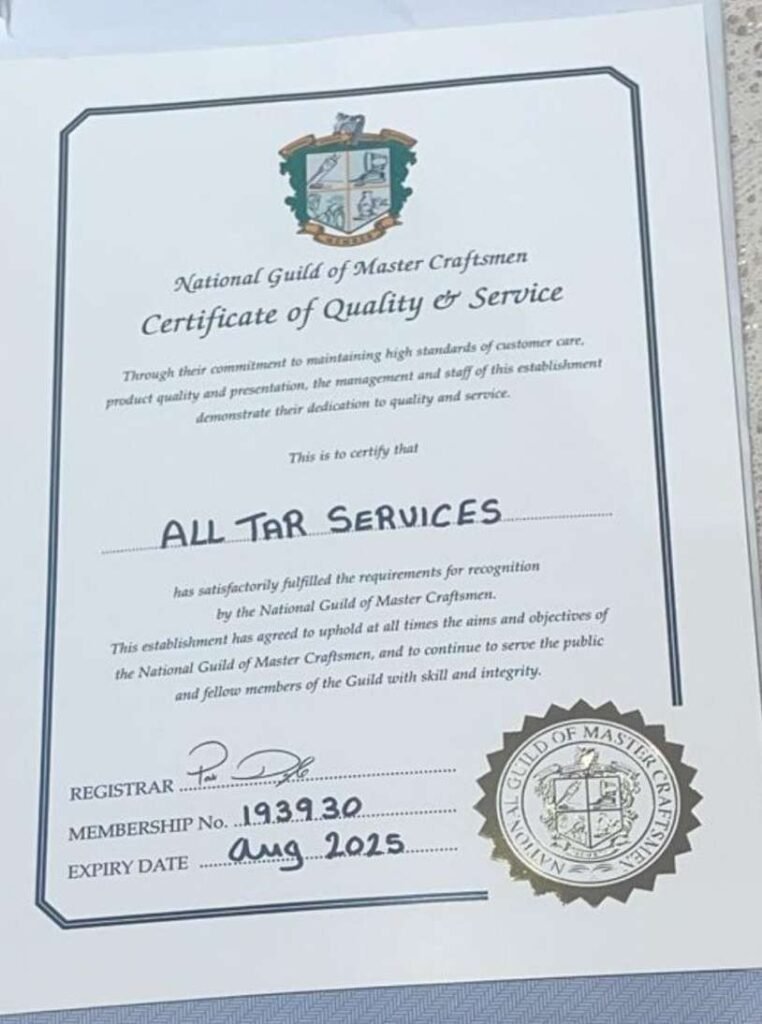 MEMBER
National Guild of Master Craftsmen
Certificate of Quality & Service
Through their commitment to maintaining high standards of customer care,
product quality and presentation, the management and staff of this establishment
demonstrate their dedication to quality and service.
This is to certify that
ALL TAR SERVICES
has satisfactorily fulfilled the requirements for recognition
by the National Guild of Master Craftsmen.
This establishment has agreed to uphold at all times the aims and objectives of
the National Guild of Master Craftsmen, and to continue to serve the public
and fellow members of the Guild with skill and integrity.
REGISTRAR
MEMBERSHIP No. 193930
EXPIRY DATE aug 2025
NATIONAL GUILD OF MASTER CRAFTSMEN